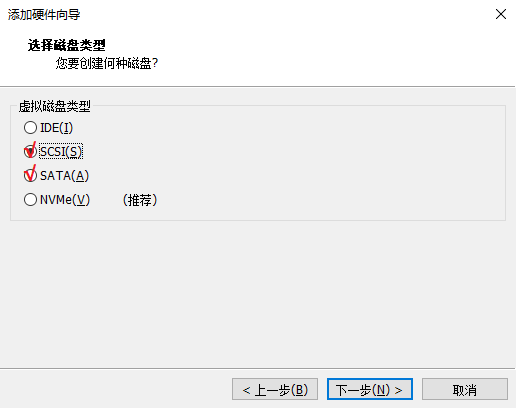 添加硬件向导
选择磁盘类型
您要创建何种磁盘?
虚拟磁盘类型
IDE(I)
SCSI(S)
SATA(A)
NVMe(V) (推荐)
< 上一步(B) 下一步(N) > 取消